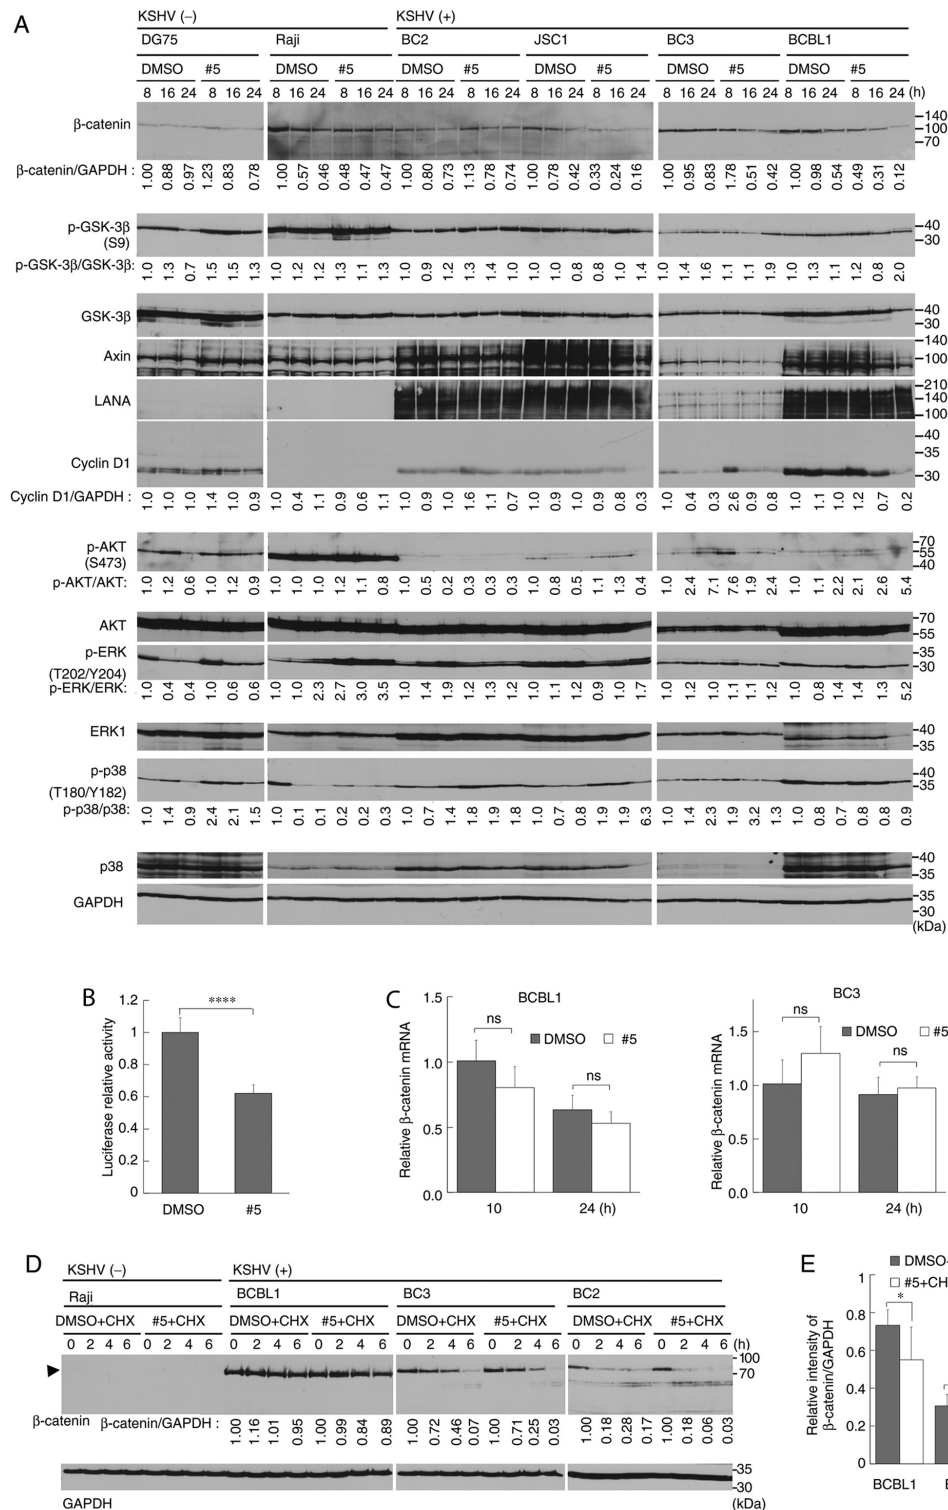 A
KSHV (−) KSHV (+)
DG75 Raji BC2 JSC1 BC3 BCBL1
DMSO #5 DMSO #5 DMSO #5 DMSO #5 DMSO #5 DMSO #5
8 16 24 8 16 24 8 16 24 8 16 24 8 16 24 8 16 24 8 16 24 8 16 24 8 16 24 8 16 24 8 16 24 8 16 24 (h)
β-catenin
140
100
70
β-catenin/GAPDH : 1.00 0.88 0.97 1.23 0.83 0.78 1.00 0.57 0.46 0.48 0.47 0.47 1.00 0.80 0.73 1.13 0.78 0.74 1.00 0.78 0.42 0.33 0.24 0.16 1.00 0.95 0.83 1.78 0.51 0.42 1.00 0.98 0.54 0.49 0.31 0.12
p-GSK-3β
(S9)
40
30
p-GSK-3β/GSK-3β: 1.0 1.3 0.7 1.5 1.5 1.3 1.0 1.2 1.2 1.3 1.1 1.3 1.0 0.9 1.2 1.3 1.4 1.0 1.0 1.0 0.8 0.8 1.0 1.4 1.0 1.4 1.6 1.1 1.1 1.9 1.0 1.3 1.1 1.2 0.8 2.0
GSK-3β
40
30
Axin
140
100
LANA
210
140
100
Cyclin D1
40
35
30
Cyclin D1/GAPDH : 1.0 1.0 1.0 1.4 1.0 0.9 1.0 0.4 1.1 0.9 0.6 1.1 1.0 0.9 1.0 1.6 1.1 0.7 1.0 0.9 1.0 0.9 0.8 0.3 1.0 0.4 0.3 2.6 0.9 0.8 1.0 1.1 1.0 1.2 0.7 0.2
p-AKT
(S473)
70
55
40
p-AKT/AKT: 1.0 1.2 0.6 1.0 1.2 0.9 1.0 1.0 1.0 1.2 1.1 0.8 1.0 0.5 0.2 0.3 0.3 0.3 1.0 0.8 0.5 1.1 1.3 0.4 1.0 2.4 7.1 7.6 1.9 2.4 1.0 1.1 2.2 2.1 2.6 5.4
AKT
70
55
p-ERK
(T202/Y204)
35
30
p-ERK/ERK: 1.0 0.4 0.4 1.0 0.6 0.6 1.0 1.0 2.3 2.7 3.0 3.5 1.0 1.4 1.9 1.2 1.3 1.2 1.0 1.1 1.2 0.9 1.0 1.7 1.0 1.2 1.0 1.1 1.1 1.2 1.0 0.8 1.4 1.4 1.3 5.2
ERK1
40
35
p-p38
(T180/Y182)
40
35
p-p38/p38: 1.0 1.4 0.9 2.4 2.1 1.5 1.0 0.1 0.1 0.2 0.2 0.3 1.0 0.7 1.4 1.8 1.9 1.8 1.0 0.7 0.8 1.9 1.9 6.3 1.0 1.4 2.3 1.9 3.2 1.3 1.0 0.8 0.7 0.8 0.8 0.9
p38
40
35
GAPDH
35
30
(kDa)
B
Luciferase relative activity
1.2
1
0.8
0.6
0.4
0.2
0
****
DMSO #5
C
BCBL1
Relative β-catenin mRNA
1.5
1.0
0.5
0.0
ns
ns
DMSO #5
10 24 (h)
BC3
Relative β-catenin mRNA
1.5
1.0
0.5
0.0
ns
ns
DMSO #5
10 24 (h)
D
KSHV (−) KSHV (+)
Raji BCBL1 BC3 BC2
DMSO+CHX #5+CHX DMSO+CHX #5+CHX DMSO+CHX #5+CHX DMSO+CHX #5+CHX
0 2 4 6 0 2 4 6 0 2 4 6 0 2 4 6 0 2 4 6 0 2 4 6 0 2 4 6 0 2 4 6 (h)
100
70
β-catenin β-catenin/GAPDH : 1.00 1.16 1.01 0.95 1.00 0.99 0.84 0.89 1.00 0.72 0.46 0.07 1.00 0.71 0.25 0.03 1.00 0.18 0.28 0.17 1.00 0.18 0.06 0.03
35
30
GAPDH
(kDa)
E
DMSO+
#5+CH
Relative intensity of
β-catenin/GAPDH
1
0.8
0.6
0.4
0.2
0
*
BCBL1